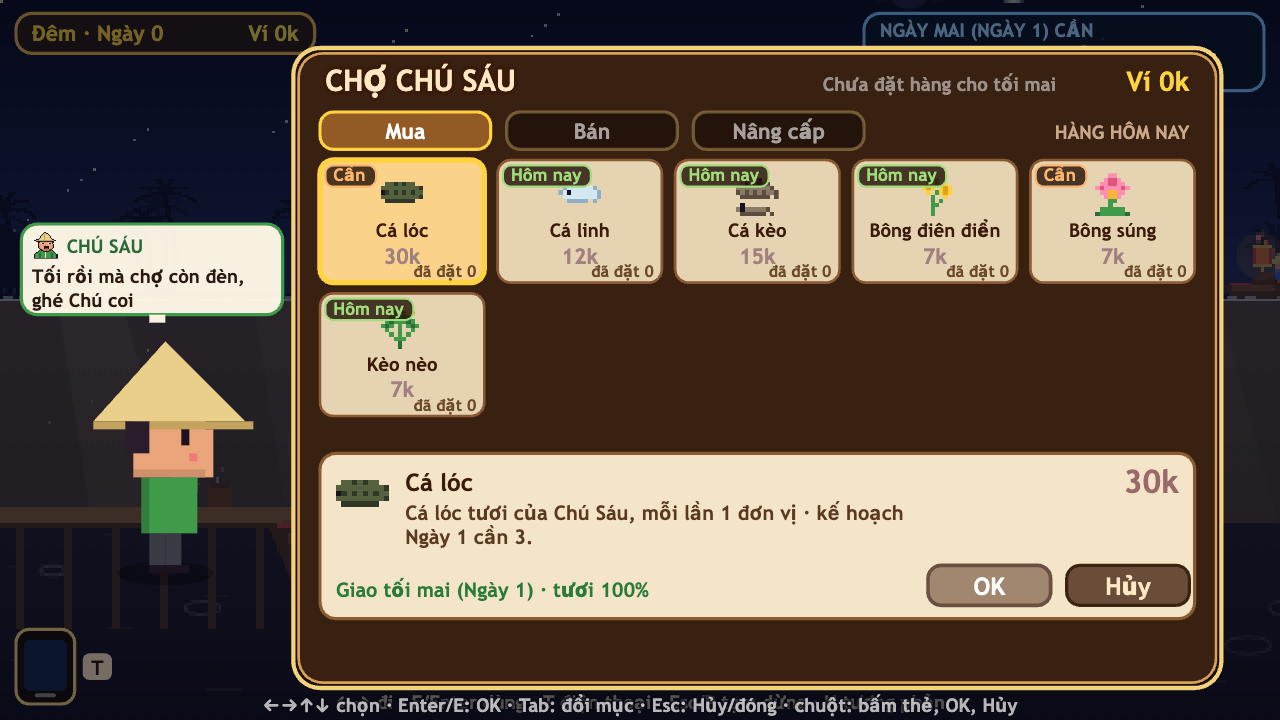 Đêm · Ngày 0 Ví 0k
NGÀY MAI (NGÀY 1) CẦN
CHỢ CHÚ SÁU
Chưa đặt hàng cho tối mai
Ví 0k
Mua
Bán
Nâng cấp
HÀNG HÔM NAY
Cần
Cá lóc
30k
đã đặt 0
Hôm nay
Cá linh
12k
đã đặt 0
Hôm nay
Cá kèo
15k
đã đặt 0
Hôm nay
Bông điên điển
7k
đã đặt 0
Cần
Bông súng
7k
đã đặt 0
Hôm nay
Kèo nèo
7k
đã đặt 0
CHÚ SÁU
Tối rồi mà chợ còn đèn,
ghé Chú coi
Cá lóc
30k
Cá lóc tươi của Chú Sáu, mỗi lần 1 đơn vị · kế hoạch
Ngày 1 cần 3.
Giao tối mai (Ngày 1) · tươi 100%
OK
Hủy
T
←→↑↓ chọn · Enter/E: OK · Tab: đổi mục · Esc: Hủy/đóng · chuột: bấm thẻ, OK, Hủy